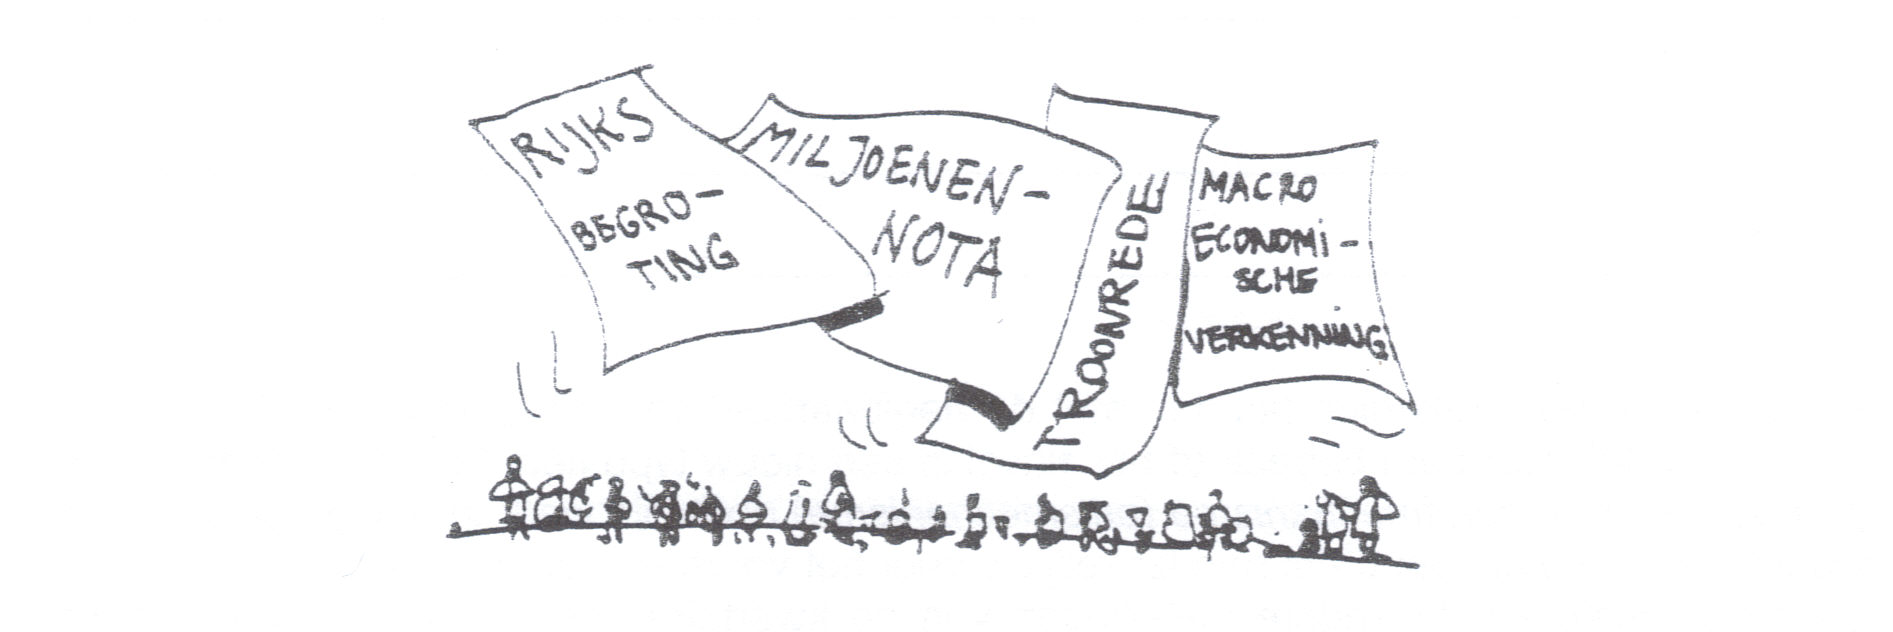 RIJKS
BEGRO-
TING
MILJOENEN-
NOTA
TROONREDE
MACRO
ECONOMI-
SCHE
VERKENNING